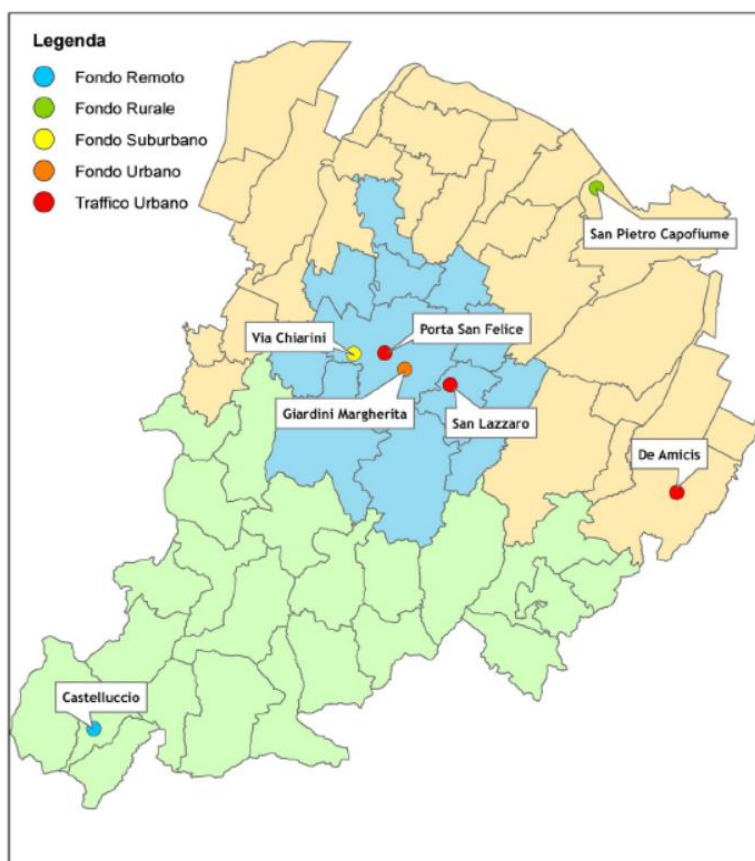 Legenda
Fondo Remoto
Fondo Rurale
Fondo Suburbano
Fondo Urbano
Traffico Urbano
San Pietro Capofiume
Via Chiarini
Porta San Felice
Giardini Margherita
San Lazzaro
De Amicis
Castelluccio